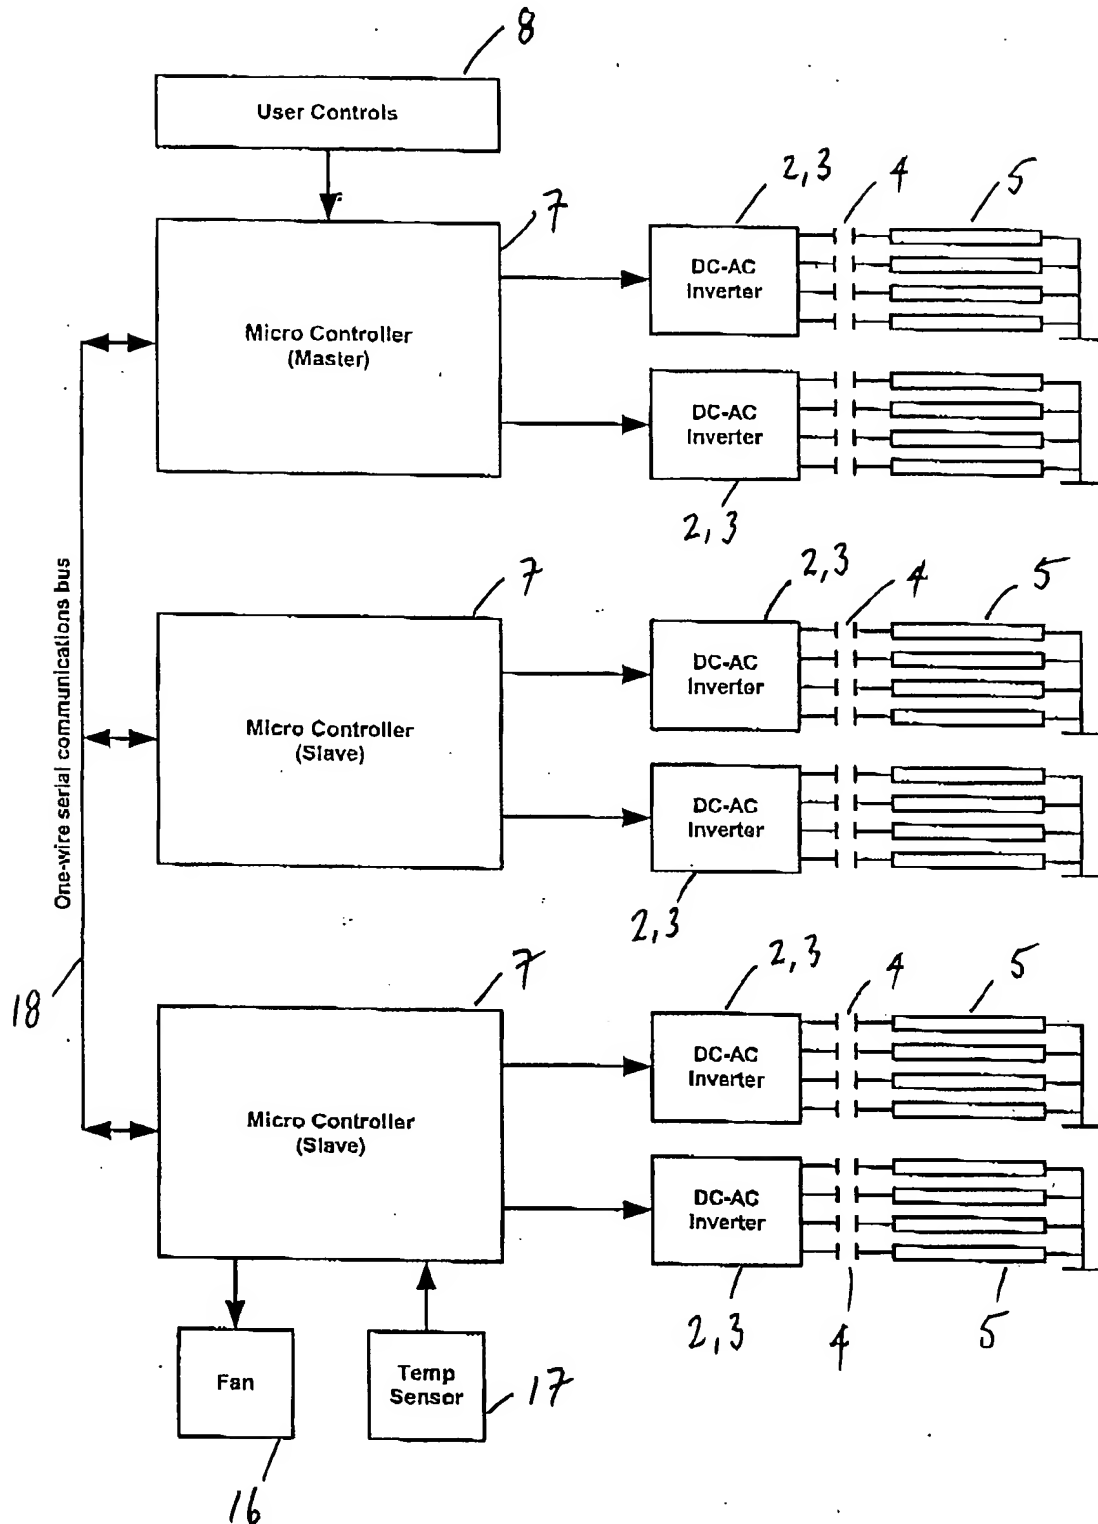 8
User Controls
7
2,3
4
5
DC-AC
Inverter
Micro Controller
(Master)
DC-AC
Inverter
2,3
One-wire serial communications bus
7
2,3
4
5
DC-AC
Inverter
Micro Controller
(Slave)
DC-AC
Inverter
2,3
7
2,3
4
5
18
DC-AC
Inverter
Micro Controller
(Slave)
DC-AC
Inverter
2,3
4
5
Fan
Temp
Sensor
17
16